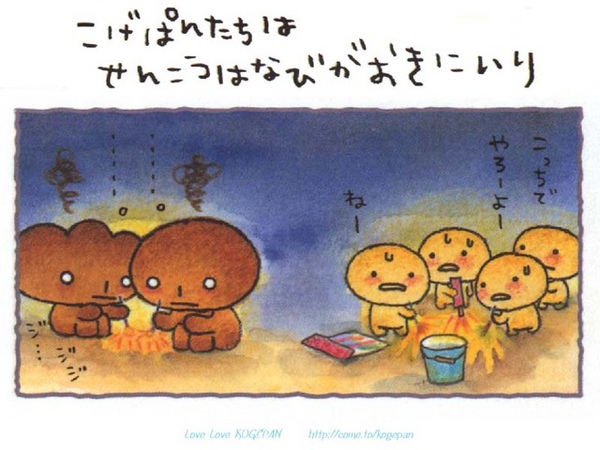 こげぱんたちは
せんこうはなびがおきにいり
こっちで
やろーよー
ねー
ジ…
ジジ
Love Love KOGEPAN http://come.to/kogepan